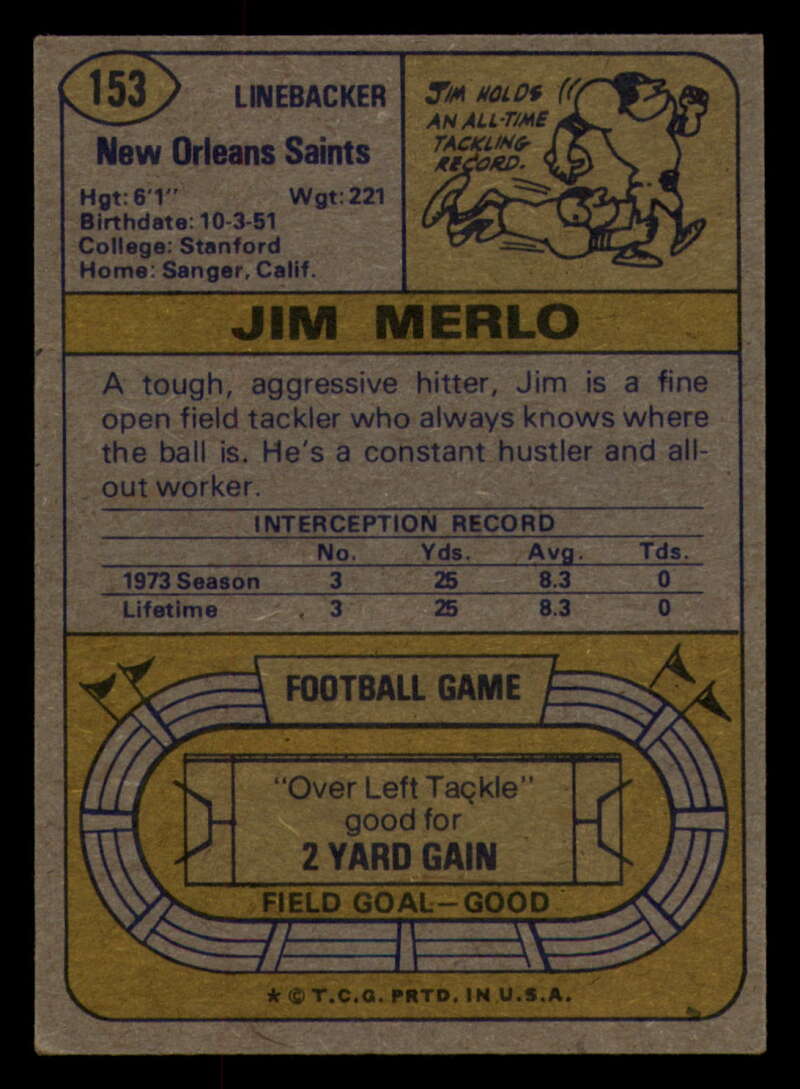 153
LINEBACKER
New Orleans Saints
Hgt: 6'1" Wgt: 221
Birthdate: 10-3-51
College: Stanford
Home: Sanger, Calif.
JIM HOLDS
AN ALL-TIME
TACKLING
RECORD.
JIM MERLO
A tough, aggressive hitter, Jim is a fine
open field tackler who always knows where
the ball is. He's a constant hustler and all-
out worker.
INTERCEPTION RECORD
No. Yds. Avg. Tds.
1973 Season 3 25 8.3 0
Lifetime 3 25 8.3 0
FOOTBALL GAME
"Over Left Tackle"
good for
2 YARD GAIN
FIELD GOAL—GOOD
* © T.C.G. PRTD. IN U.S.A.